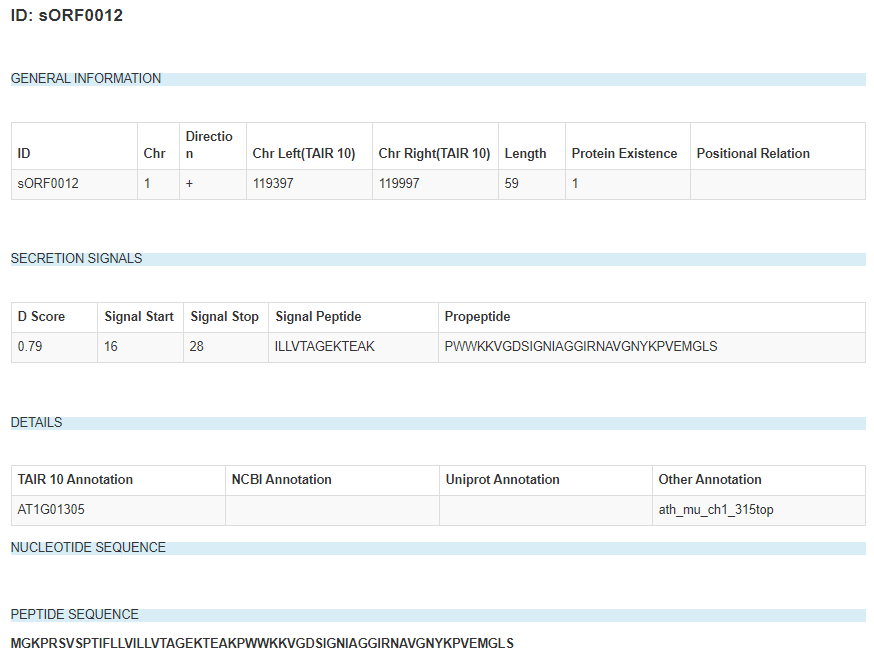 ID: sORF0012
GENERAL INFORMATION
ID Chr Directio n Chr Left(TAIR 10) Chr Right(TAIR 10) Length Protein Existence Positional Relation
sORF0012 1 + 119397 119997 59 1
SECRETION SIGNALS
D Score Signal Start Signal Stop Signal Peptide Propeptide
0.79 16 28 ILLVTAGEKTEAK PWWKKVGDSIGNIAGGIRNAVGNYKPVEMGLS
DETAILS
TAIR 10 Annotation NCBI Annotation Uniprot Annotation Other Annotation
AT1G01305 ath_mu_ch1_315top
NUCLEOTIDE SEQUENCE
PEPTIDE SEQUENCE
MGKPRSVSPTIFLLVILLVTAGEKTEAKPWWKKVGDSIGNIAGGIRNAVGNYKPVEMGLS